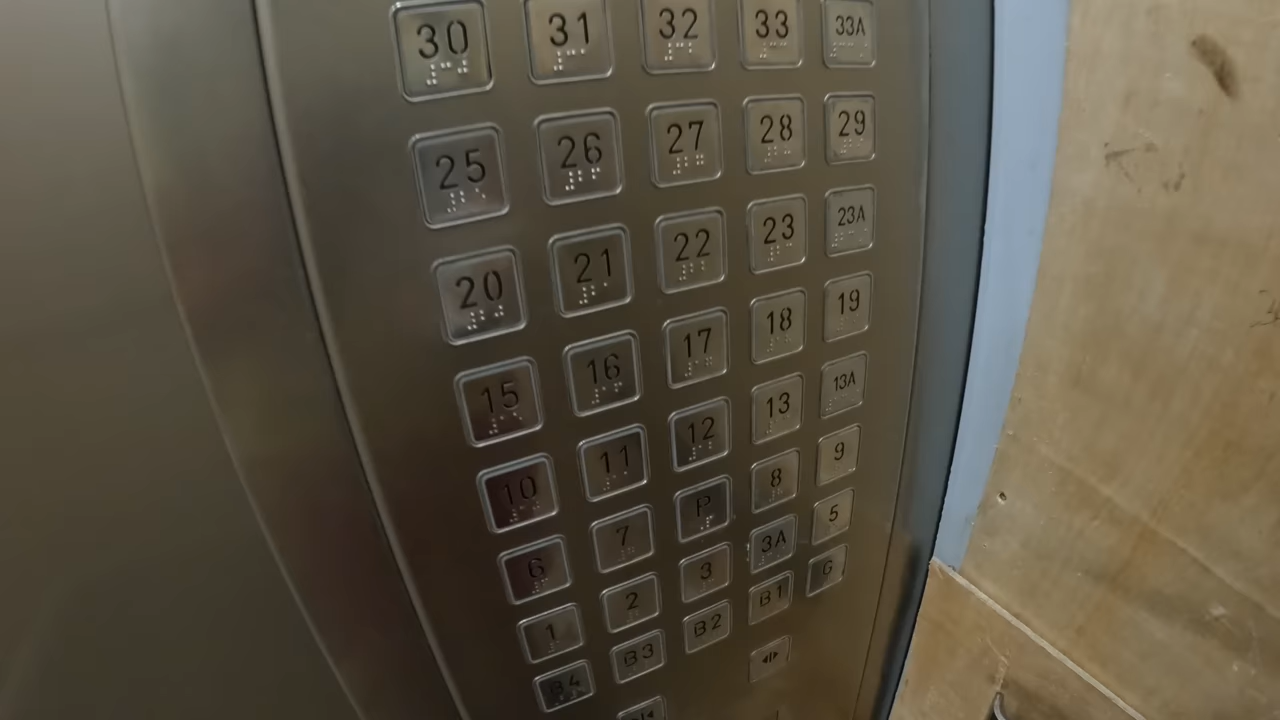 30 31 32 33 33A
25 26 27 28 29
20 21 22 23 23A
15 16 17 18 19
10 11 12 13 13A
6 7 P 8 9
1 2 3 3A 5
B4 B3 B2 B1 G